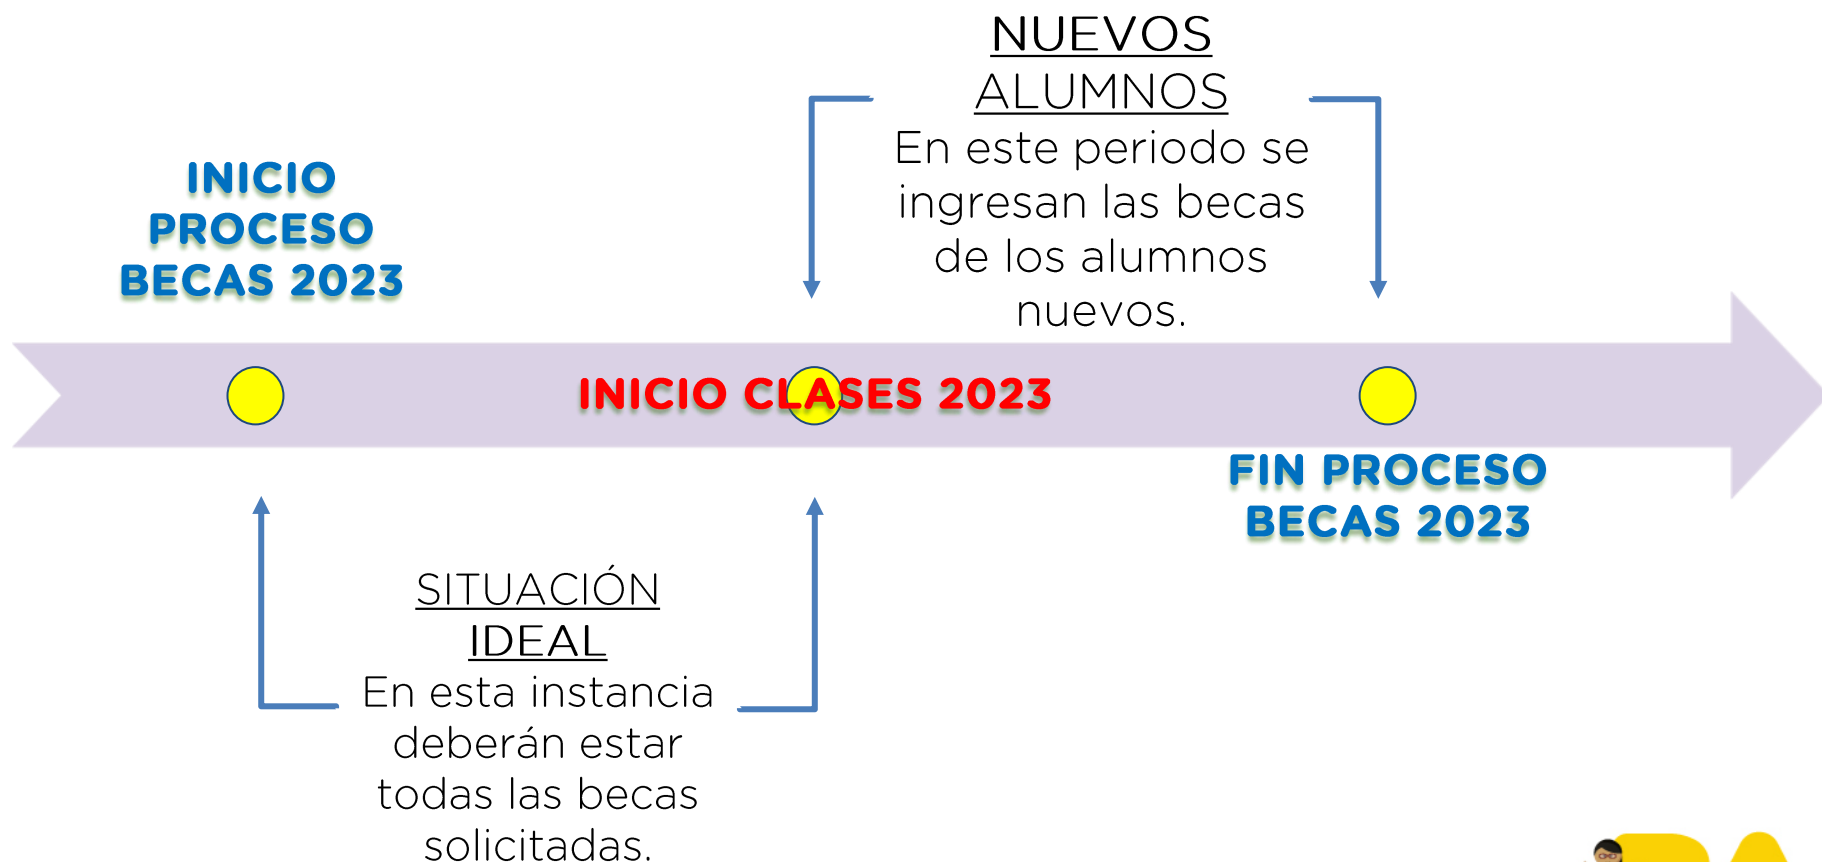 NUEVOS
ALUMNOS
En este periodo se
ingresan las becas
de los alumnos
nuevos.
INICIO
PROCESO
BECAS 2023
INICIO CLASES 2023
FIN PROCESO
BECAS 2023
SITUACIÓN
IDEAL
En esta instancia
deberán estar
todas las becas
solicitadas.